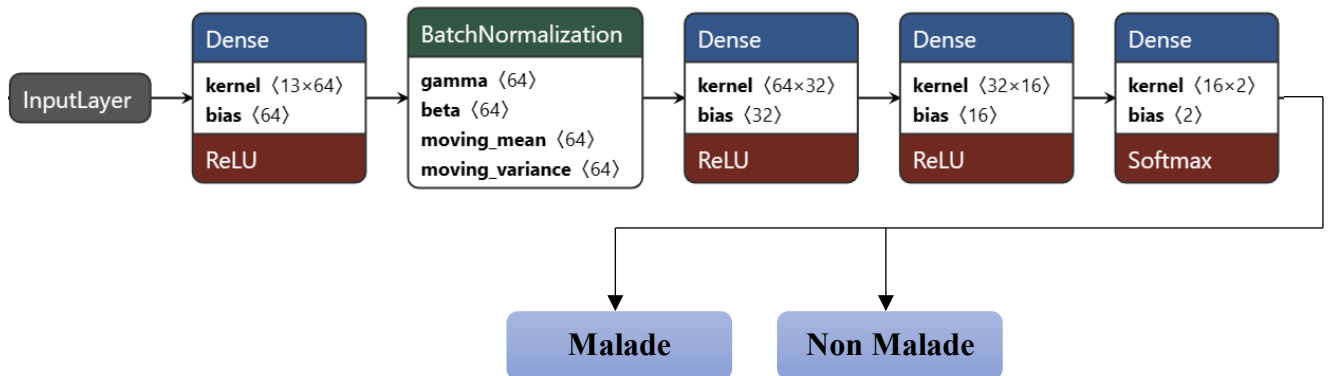 InputLayer
Dense
kernel ⟨13×64⟩
bias ⟨64⟩
ReLU
BatchNormalization
gamma ⟨64⟩
beta ⟨64⟩
moving_mean ⟨64⟩
moving_variance ⟨64⟩
Dense
kernel ⟨64×32⟩
bias ⟨32⟩
ReLU
Dense
kernel ⟨32×16⟩
bias ⟨16⟩
ReLU
Dense
kernel ⟨16×2⟩
bias ⟨2⟩
Softmax
Malade
Non Malade